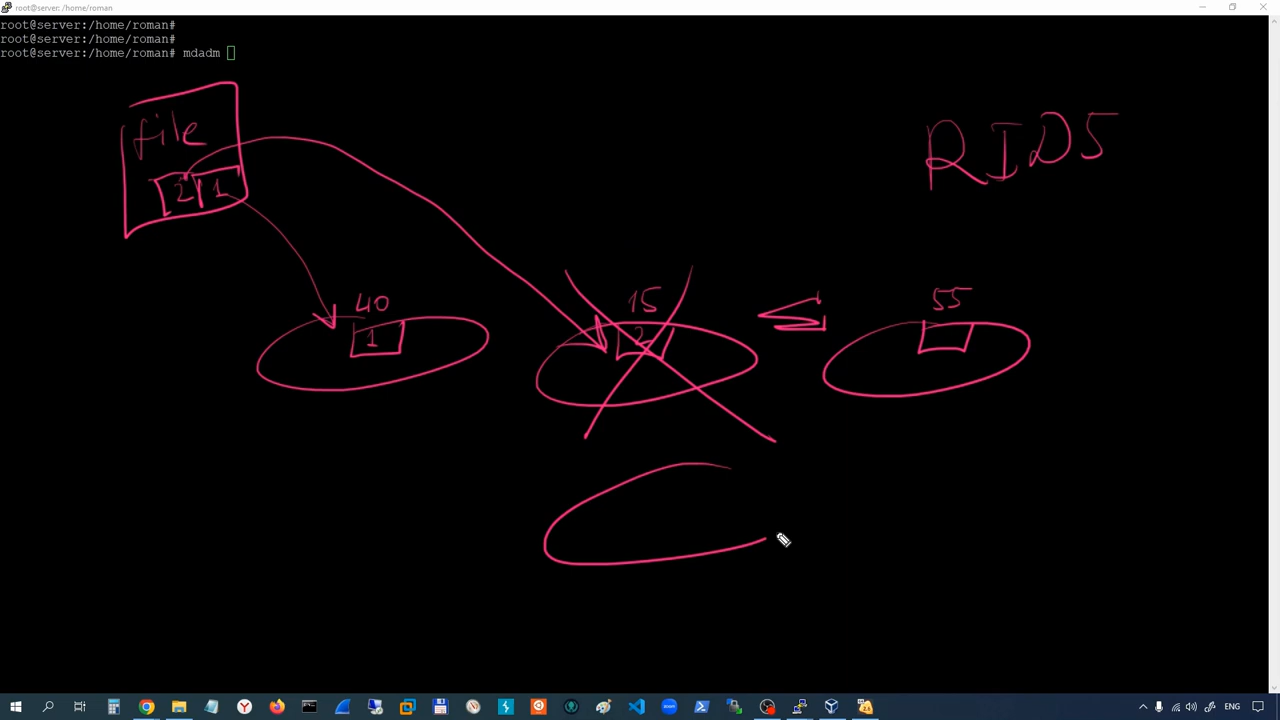 root@server: /home/roman
root@server:/home/roman#
root@server:/home/roman#
root@server:/home/roman# mdadm
file
2 1
RID5
40
1
15
2
55
ENG